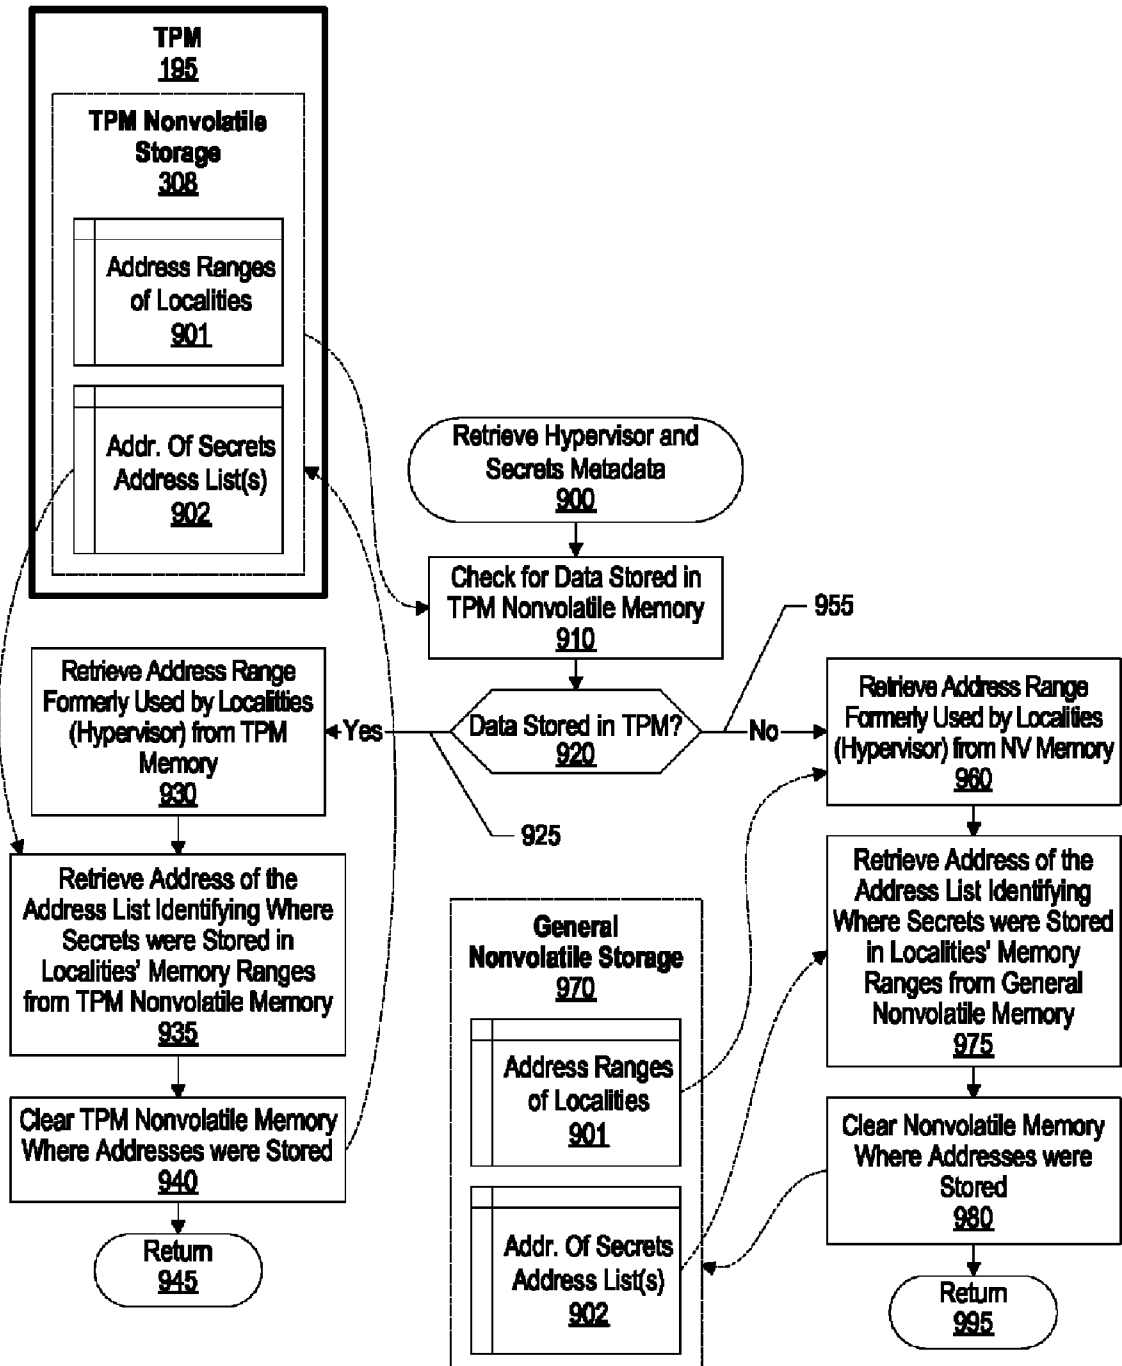 TPM
195
TPM Nonvolatile
Storage
308
Address Ranges
of Localities
901
Addr. Of Secrets
Address List(s)
902
Retrieve Hypervisor and
Secrets Metadada
900
Check for Data Stored in
TPM Nonvolatile Memory
910
955
Data Stored in TPM?
920
Yes
No
925
Retrieve Address Range
Formerly Used by Localitties
(Hypervisor) from TPM
Memory
930
Retrieve Address of the
Address List Identifying Where
Secrets were Stored in
Localities' Memory Ranges
from TPM Nonvolatile Memory
935
Clear TPM Nonvolatile Memory
Where Addresses were Stored
940
Return
945
General
Nonvolatile Storage
970
Address Ranges
of Localities
901
Addr. Of Secrets
Address List(s)
902
Retrieve Address Range
Formerly Used by Localities
(Hypervisor) from NV Memory
960
Retrieve Address of the
Address List Identifying
Where Secrets were Stored
in Localities' Memory
Ranges from General
Nonvolatile Memory
975
Clear Nonvolatile Memory
Where Addresses were
Stored
980
Return
995